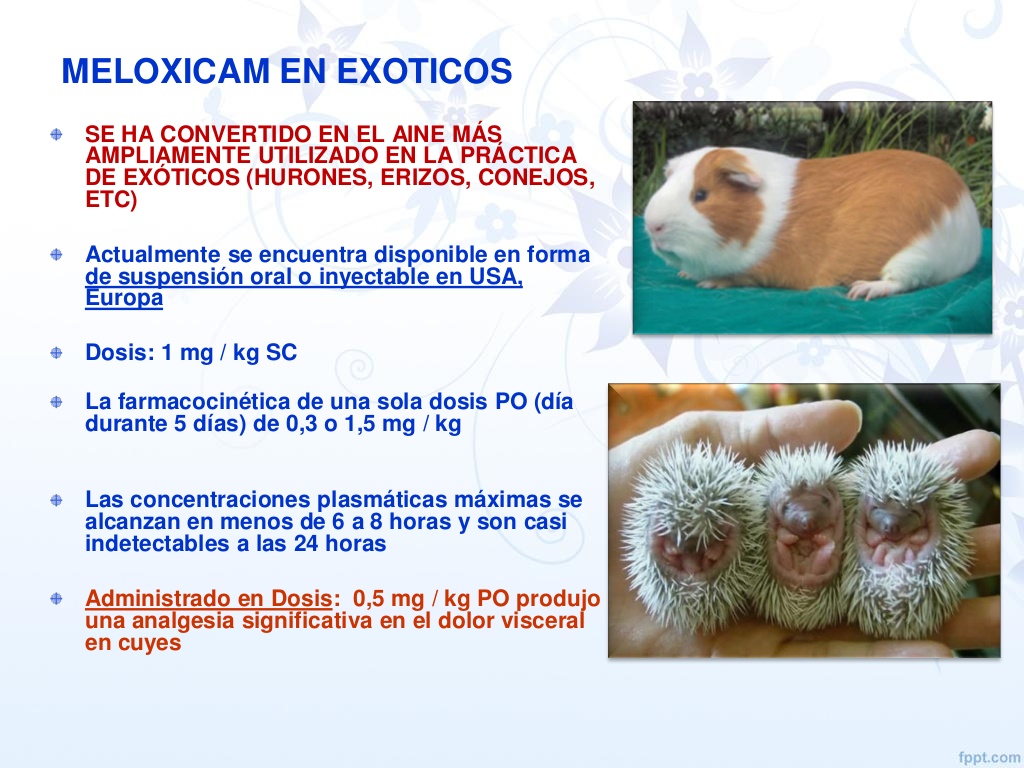 MELOXICAM EN EXOTICOS
SE HA CONVERTIDO EN EL AINE MÁS
AMPLIAMENTE UTILIZADO EN LA PRÁCTICA
DE EXÓTICOS (HURONES, ERIZOS, CONEJOS,
ETC)
Actualmente se encuentra disponible en forma
de suspensión oral o inyectable en USA,
Europa
Dosis: 1 mg / kg SC
La farmacocinética de una sola dosis PO (día
durante 5 días) de 0,3 o 1,5 mg / kg
Las concentraciones plasmáticas máximas se
alcanzan en menos de 6 a 8 horas y son casi
indetectables a las 24 horas
Administrado en Dosis: 0,5 mg / kg PO produjo
una analgesia significativa en el dolor visceral
en cuyes
fppt.com